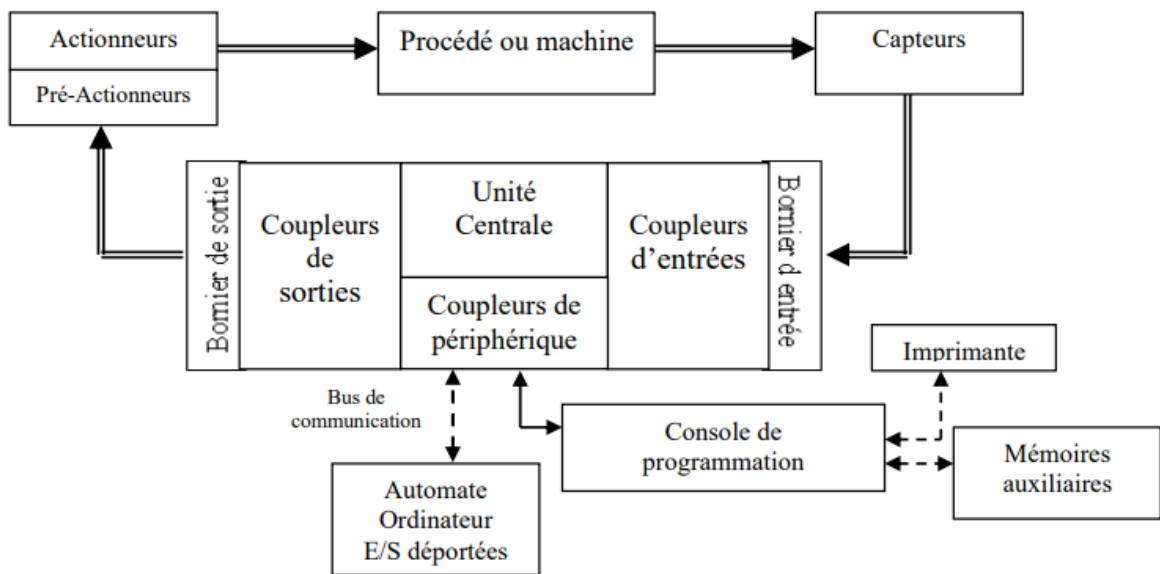 Actionneurs
Pré-Actionneurs
Procédé ou machine
Capteurs
Bornier de sortie
Coupleurs
de
sorties
Unité
Centrale
Coupleurs de
périphérique
Coupleurs
d’entrées
Bornier d entrée
Imprimante
Bus de
communication
Console de
programmation
Mémoires
auxiliaires
Automate
Ordinateur
E/S déportées